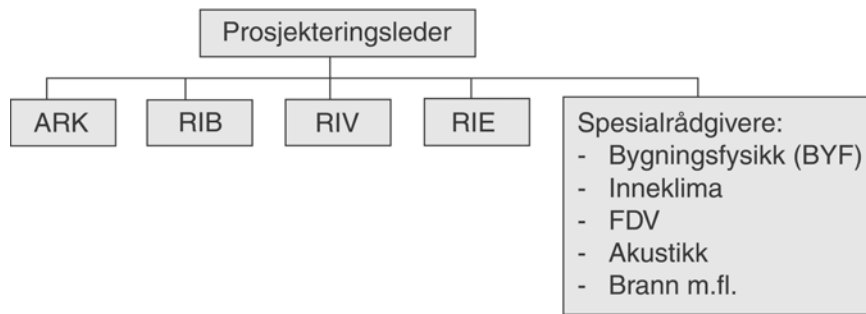 Prosjekteringsleder
ARK
RIB
RIV
RIE
Spesialrådgivere:
- Bygningsfysikk (BYF)
- Inneklima
- FDV
- Akustikk
- Brann m.fl.